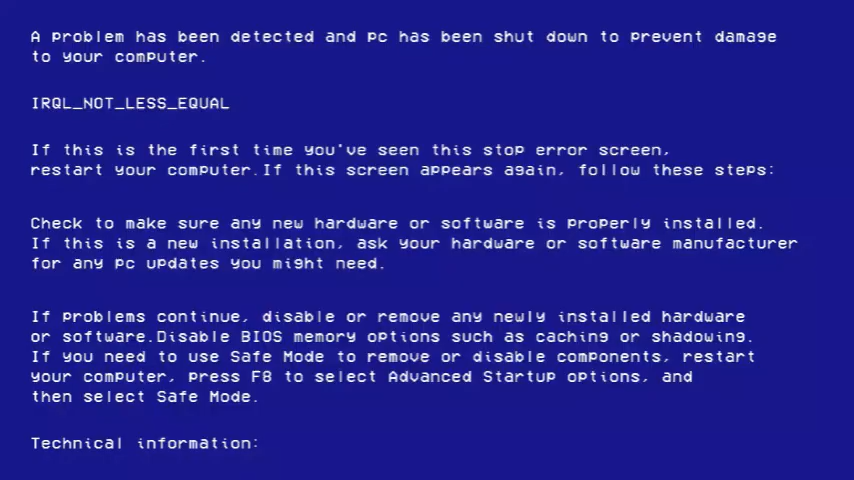 A problem has been detected and pc has been shut down to prevent damage
to your computer.
IRQL_NOT_LESS_EQUAL
If this is the first time you've seen this stop error screen,
restart your computer.If this screen appears again, follow these steps:
Check to make sure any new hardware or software is properly installed.
If this is a new installation, ask your hardware or software manufacturer
for any pc updates you might need.
If problems continue, disable or remove any newly installed hardware
or software.Disable BIOS memory options such as caching or shadowing.
If you need to use Safe Mode to remove or disable components, restart
your computer, press F8 to select Advanced Startup options, and
then select Safe Mode.
Technical information: